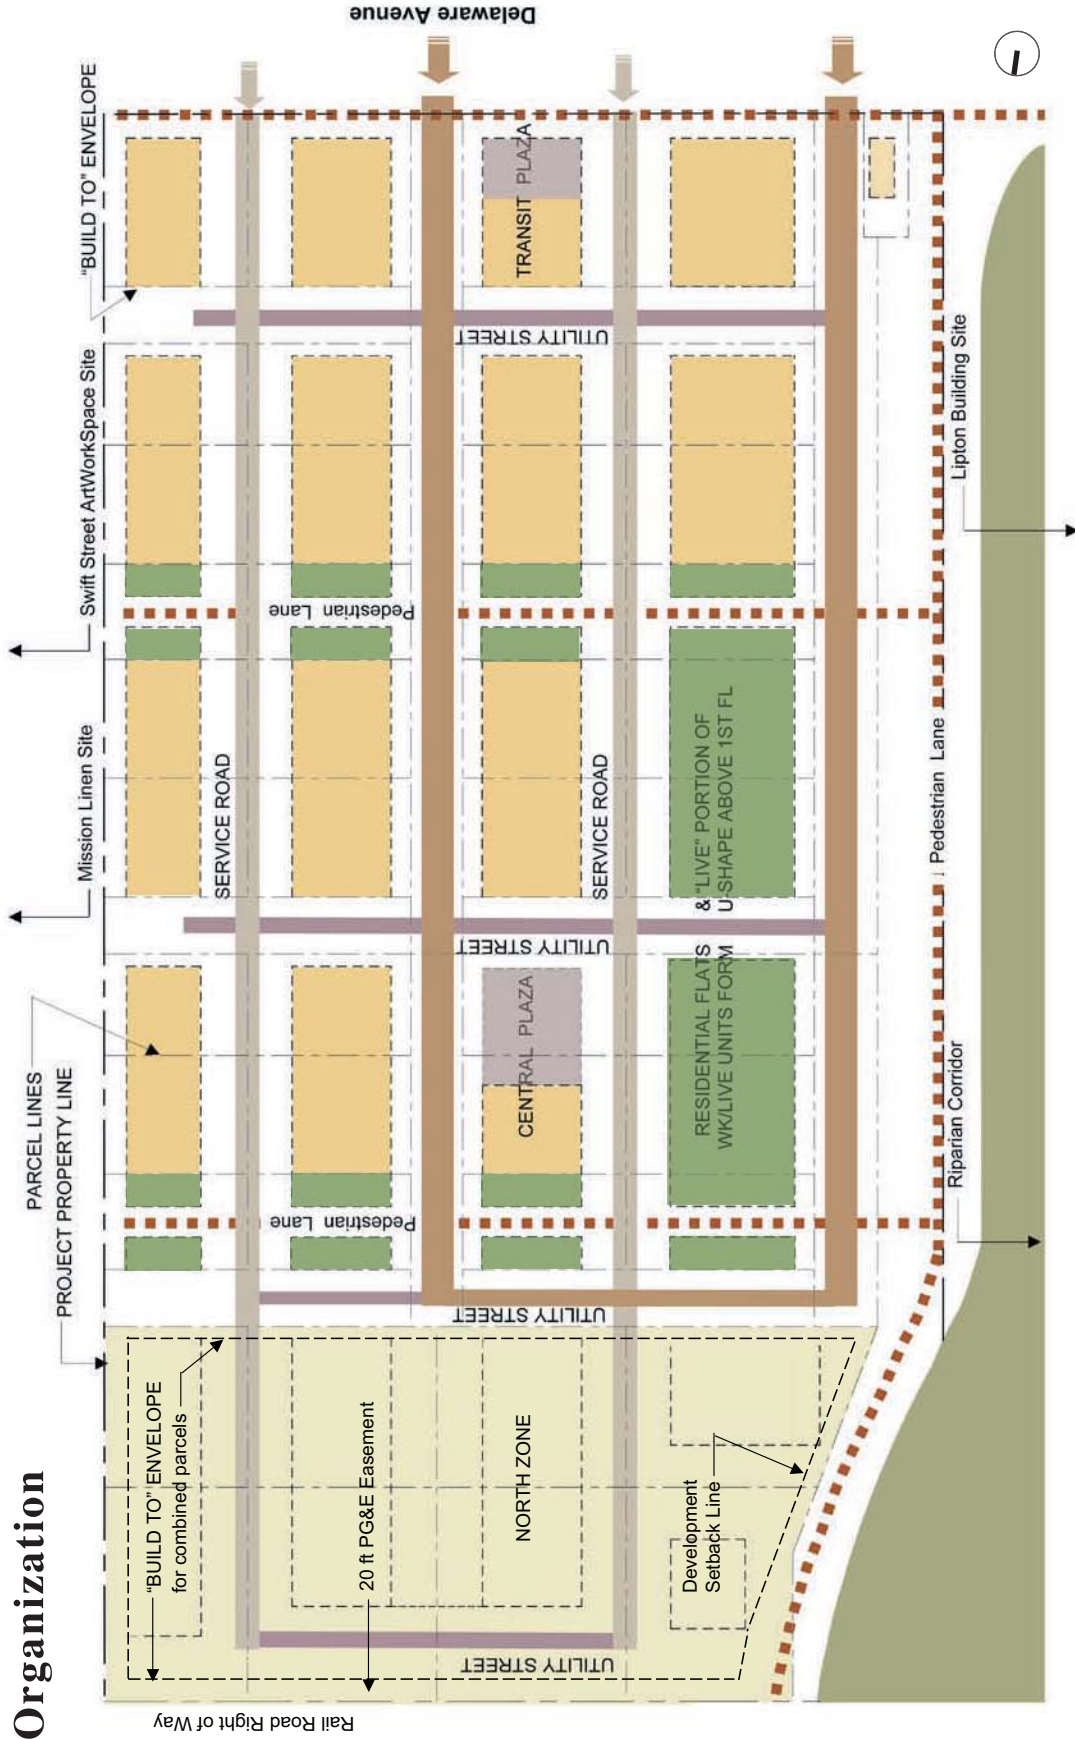 Organization
PARCEL LINES
PROJECT PROPERTY LINE
Mission Linen Site
Swift Street ArtWorkSpace Site
"BUILD TO" ENVELOPE
Delaware Avenue
"BUILD TO" ENVELOPE
for combined parcels
SERVICE ROAD
Pedestrian Lane
Pedestrian Lane
20 ft PG&E Easement
Rail Road Right of Way
NORTH ZONE
UTILITY STREET
UTILITY STREET
UTILITY STREET
UTILITY STREET
CENTRAL PLAZA
TRANSIT PLAZA
SERVICE ROAD
Development
Setback Line
RESIDENTIAL FLATS & "LIVE" PORTION OF
WK/LIVE UNITS FORM U-SHAPE ABOVE 1ST FL
Pedestrian Lane
Riparian Corridor
Lipton Building Site